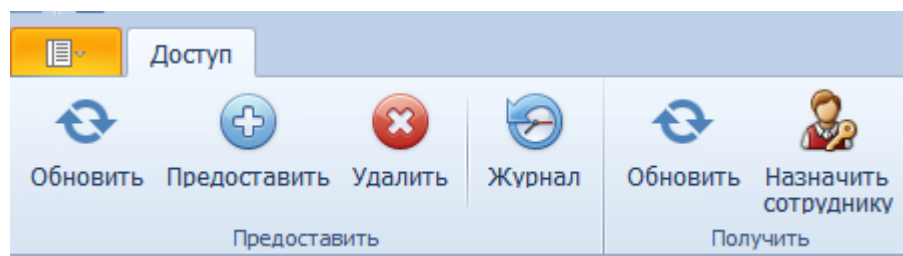 Доступ
Обновить Предоставить Удалить Журнал Обновить Назначить
сотруднику
Предоставить Получить